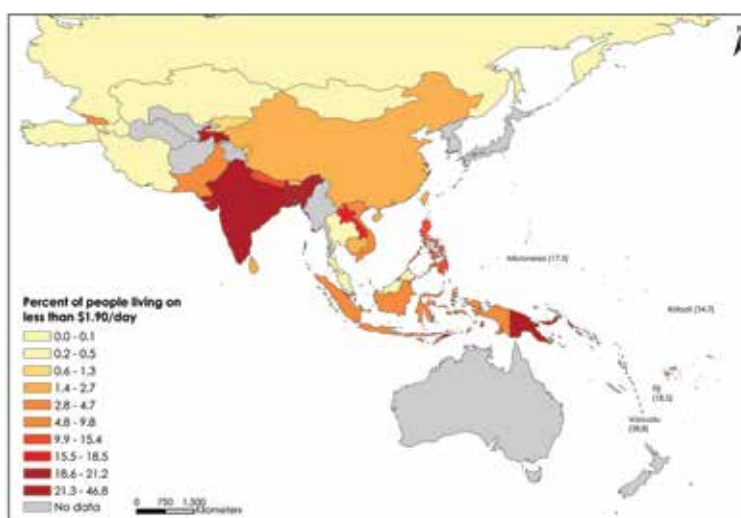 Micronesia (17.5)
Kiribati (34.7)
Fiji
Vanuatu
Percent of people living on
less than $1.90/day
0.0 - 0.1
0.2 - 0.5
0.6 - 1.3
1.4 - 2.7
2.8 - 4.7
4.8 - 9.8
9.9 - 15.4
15.5 - 18.5
18.6 - 21.2
21.3 - 46.8
No data
0 750 1,500
Kilometers